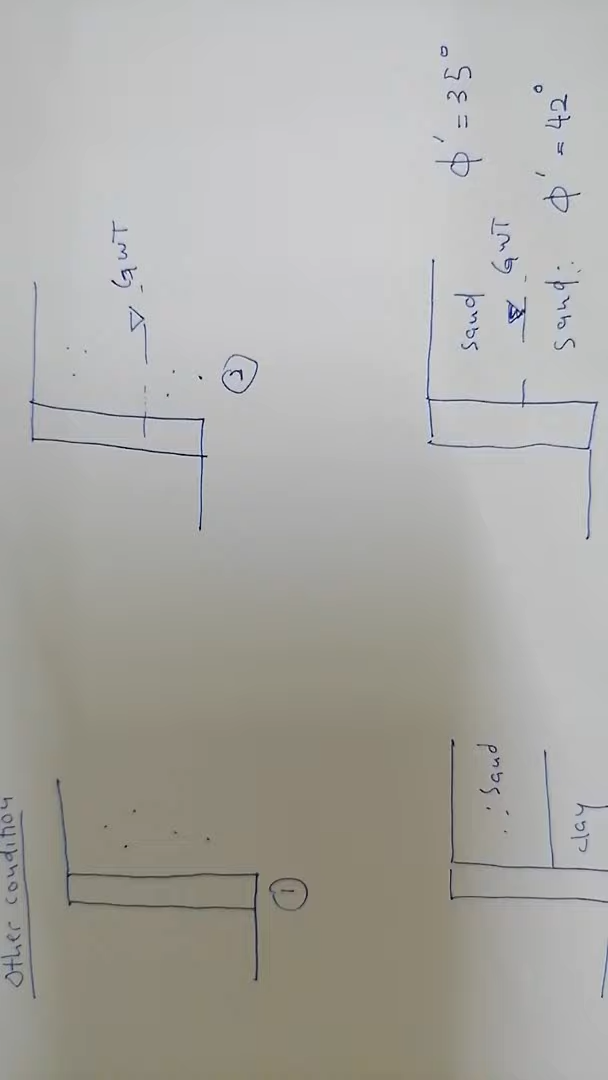 Other condition
GWT
①
②
Sand
clay
Sand ϕ' = 35°
GWT
Sand: ϕ' = 42°